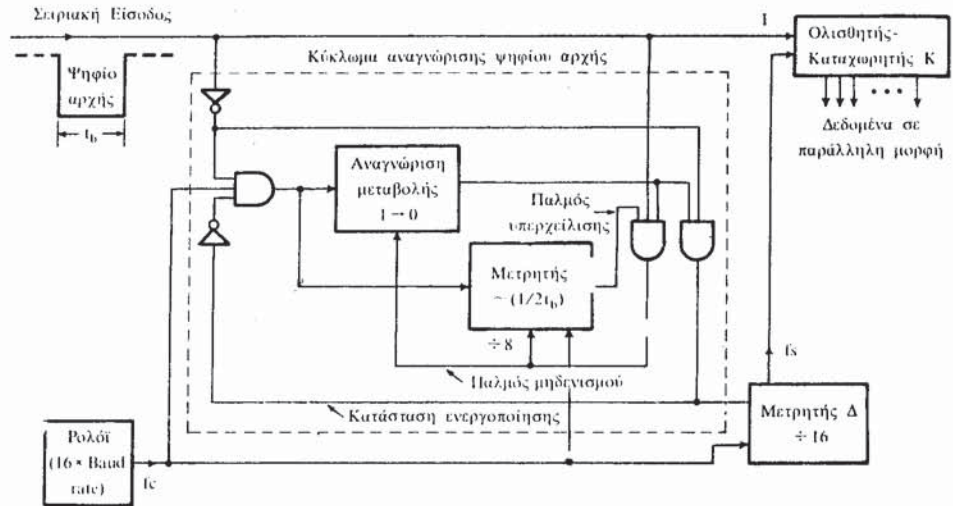 Σειριακή Είσοδος
Ψηφίο
αρχής
t_b
Κύκλωμα αναγνώρισης ψηφίου αρχής
I
Ολισθητής-
Καταχωρητής Κ
Δεδομένα σε
παράλληλη μορφή
Αναγνώριση
μεταβολής
1→0
Παλμός
υπερχείλισης
Μετρητής
~(1/2t_b)
÷8
Παλμός μηδενισμού
Κατάσταση ενεργοποίησης
fs
Μετρητής Δ
÷16
Ρολόϊ
(16× Baud
rate)
fc